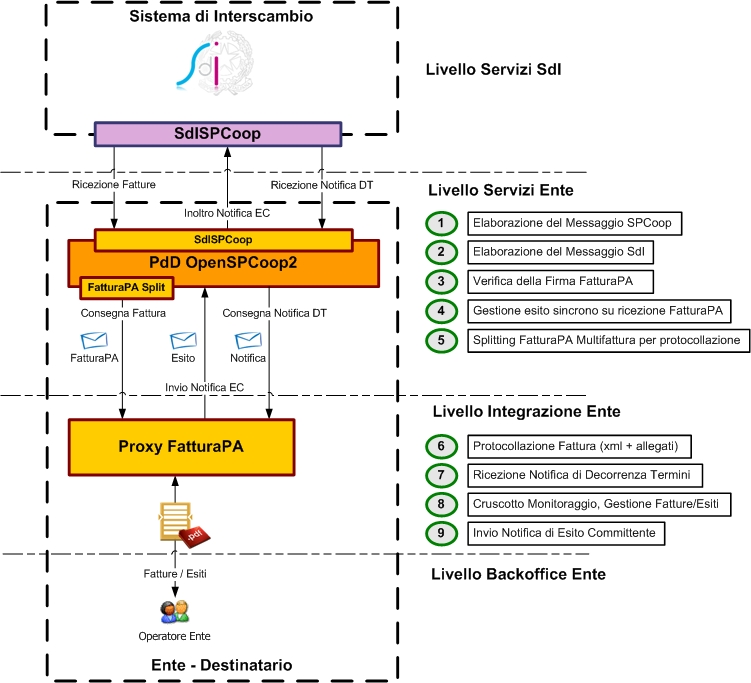 Sistema di Interscambio
Sdi
Livello Servizi SdI
SdISPCoop
Ricezione Fatture
Ricezione Notifica DT
Inoltro Notifica EC
SdISPCoop
PdD OpenSPCoop2
FatturaPA Split
Consegna Fattura
Consegna Notifica DT
FatturaPA
Esito
Notifica
Invio Notifica EC
Proxy FatturaPA
.pdf
Fatture / Esiti
Operatore Ente
Ente - Destinatario
Livello Servizi Ente
1 Elaborazione del Messaggio SPCoop
2 Elaborazione del Messaggio SdI
3 Verifica della Firma FatturaPA
4 Gestione esito sincrono su ricezione FatturaPA
5 Splitting FatturaPA Multifattura per protocollazione
Livello Integrazione Ente
6 Protocollazione Fattura (xml + allegati)
7 Ricezione Notifica di Decorrenza Termini
8 Cruscotto Monitoraggio, Gestione Fatture/Esiti
9 Invio Notifica di Esito Committente
Livello Backoffice Ente